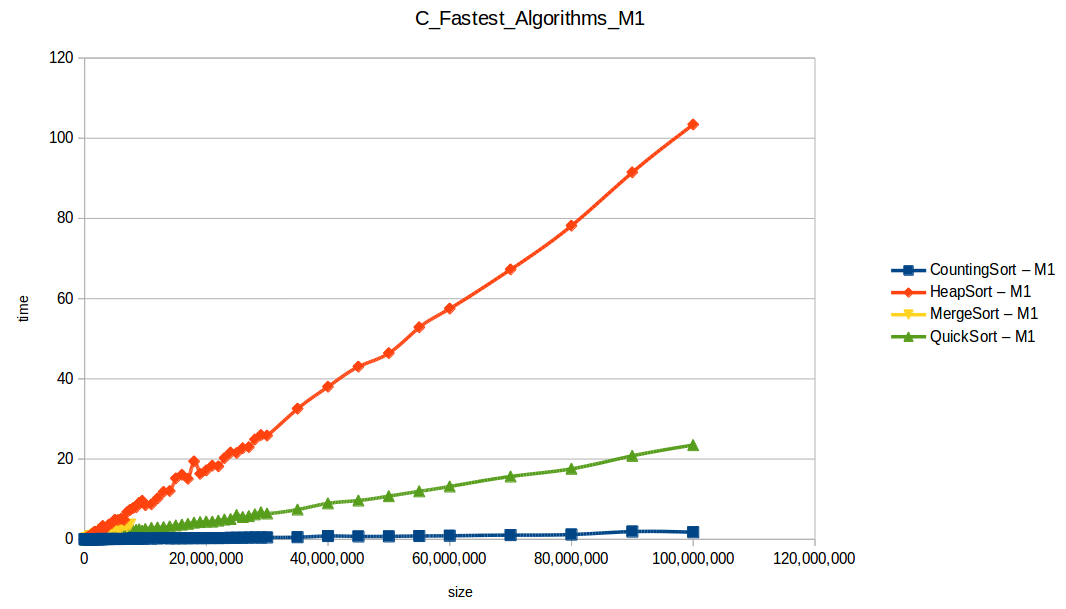 C_Fastest_Algorithms_M1
120
100
80
60
40
20
0
time
0 20,000,000 40,000,000 60,000,000 80,000,000 100,000,000 120,000,000
size
CountingSort – M1
HeapSort – M1
MergeSort – M1
QuickSort – M1